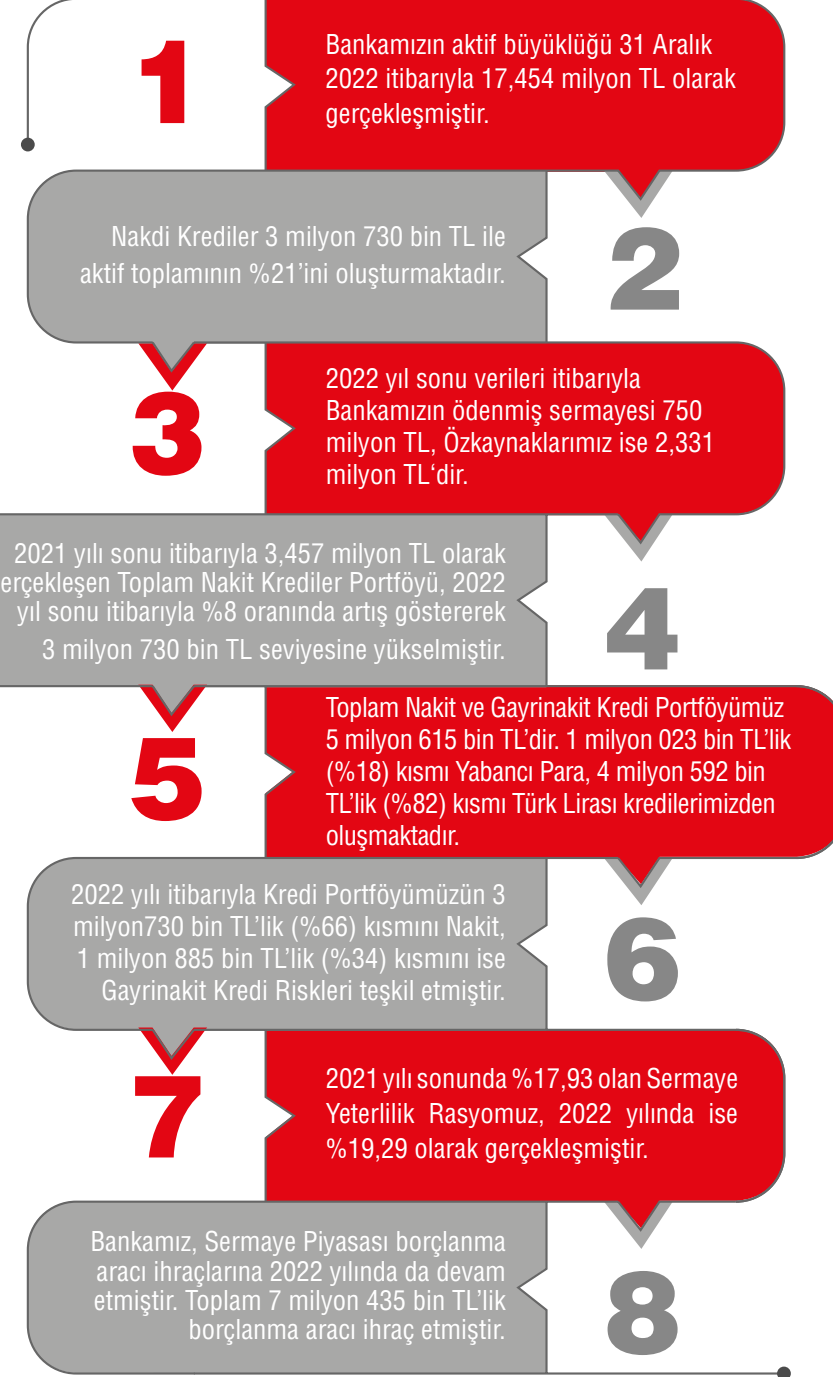 1
Bankamızın aktif büyüklüğü 31 Aralık
2022 itibarıyla 17,454 milyon TL olarak
gerçekleşmiştir.
Nakdi Krediler 3 milyon 730 bin TL ile
aktif toplamının %21’ini oluşturmaktadır.
2
3
2022 yıl sonu verileri itibarıyla
Bankamızın ödenmiş sermayesi 750
milyon TL, Özkaynaklarımız ise 2,331
milyon TL‘dir.
2021 yılı sonu itibarıyla 3,457 milyon TL olarak
erçekleşen Toplam Nakit Krediler Portföyü, 2022
yıl sonu itibarıyla %8 oranında artış göstererek
3 milyon 730 bin TL seviyesine yükselmiştir.
4
5
Toplam Nakit ve Gayrinakit Kredi Portföyümüz
5 milyon 615 bin TL’dir. 1 milyon 023 bin TL’lik
(%18) kısmı Yabancı Para, 4 milyon 592 bin
TL’lik (%82) kısmı Türk Lirası kredilerimizden
oluşmaktadır.
2022 yılı itibarıyla Kredi Portföyümüzün 3
milyon730 bin TL’lik (%66) kısmını Nakit,
1 milyon 885 bin TL’lik (%34) kısmını ise
Gayrinakit Kredi Riskleri teşkil etmiştir.
6
7
2021 yılı sonunda %17,93 olan Sermaye
Yeterlilik Rasyomuz, 2022 yılında ise
%19,29 olarak gerçekleşmiştir.
Bankamız, Sermaye Piyasası borçlanma
aracı ihraçlarına 2022 yılında da devam
etmiştir. Toplam 7 milyon 435 bin TL’lik
borçlanma aracı ihraç etmiştir.
8